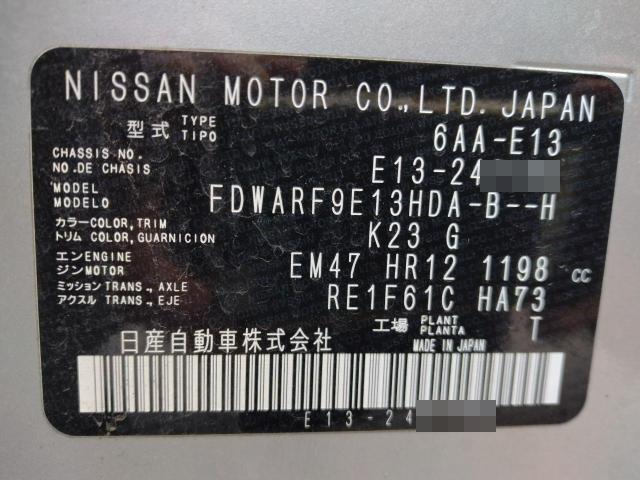 NISSAN MOTOR CO.,LTD. JAPAN
型式 TYPE TIPO 6AA-E13
CHASSIS NO. NO.DE CHASIS E13-24
MODEL MODELO FDWARF9E13HDA-B--H
カラーCOLOR,TRIM トリム COLOR,GUARNICION K23 G
エンENGINE ジンMOTOR EM47 HR12 1198 cc
ミッション TRANS., AXLE アクスル TRANS., EJE RE1F61C HA73
工場 PLANT PLANTA T
日産自動車株式会社 MADE IN JAPAN
E13-24